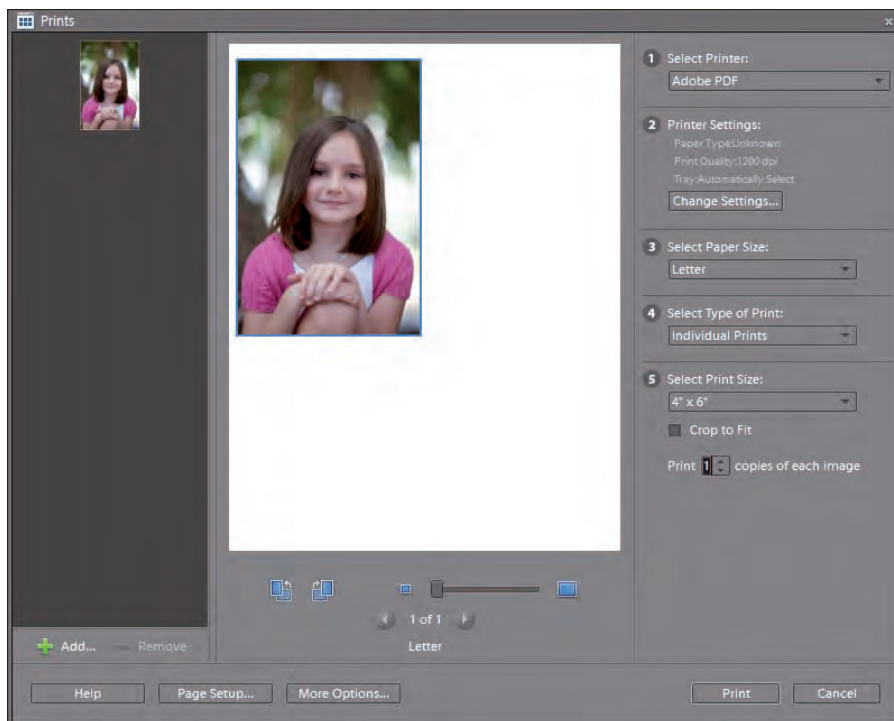 Prints
1 Select Printer:
Adobe PDF
2 Printer Settings:
Paper Type:Unknown
Print Quality:1200 dpi
Tray:Automatically Select
Change Settings...
3 Select Paper Size:
Letter
4 Select Type of Print:
Individual Prints
5 Select Print Size:
4" x 6"
Crop to Fit
Print 1 copies of each image
1 of 1
Letter
Add... Remove
Help Page Setup... More Options... Print Cancel